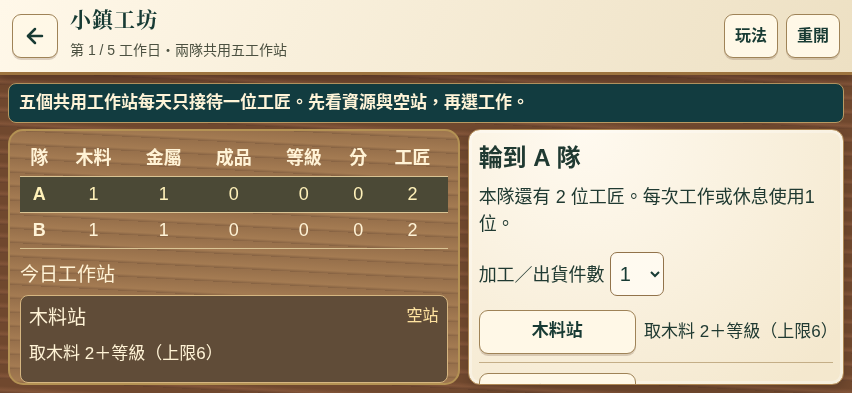 小鎮工坊
第 1 / 5 工作日・兩隊共用五工作站
玩法
重開
五個共用工作站每天只接待一位工匠。先看資源與空站，再選工作。
隊 木料 金屬 成品 等級 分 工匠
A 1 1 0 0 0 2
B 1 1 0 0 0 2
今日工作站
木料站 空站
取木料 2＋等級（上限6）
輪到 A 隊
本隊還有 2 位工匠。每次工作或休息使用1
位。
加工／出貨件數 1
木料站 取木料 2＋等級（上限6）